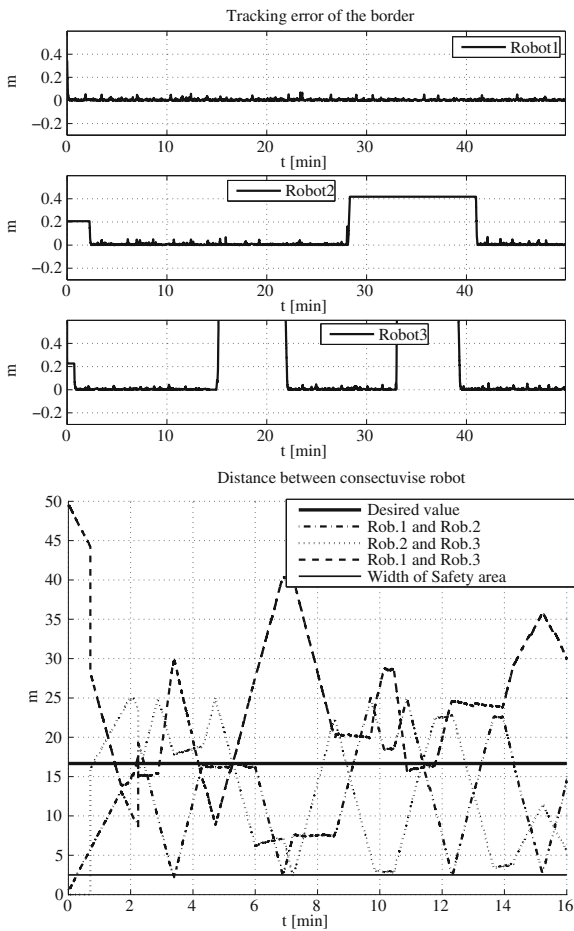 Tracking error of the border
Robot1
0.4
0.2
0
−0.2
m
0 10 20 30 40
t [min]
Robot2
0.4
0.2
0
−0.2
m
0 10 20 30 40
t [min]
Robot3
0.4
0.2
0
−0.2
m
0 10 20 30 40
t [min]
Distance between consectuvise robot
Desired value
Rob.1 and Rob.2
Rob.2 and Rob.3
Rob.1 and Rob.3
Width of Safety area
50
45
40
35
30
25
20
15
10
5
0
m
0 2 4 6 8 10 12 14 16
t [min]